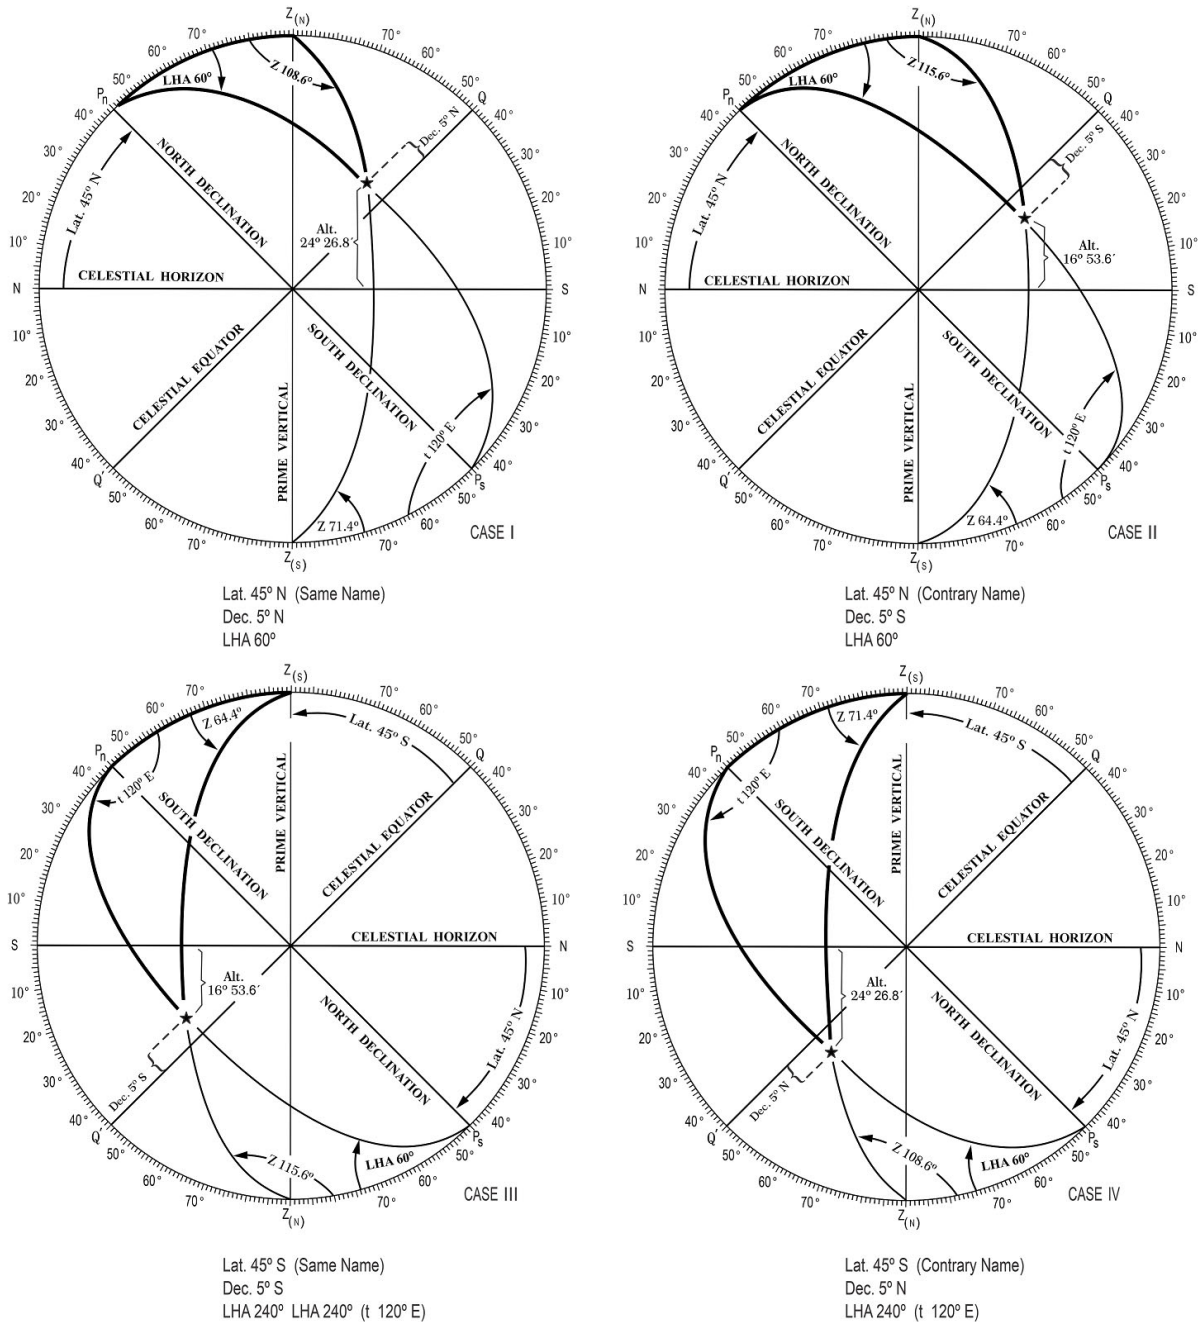 Z(N)
70°
70°
60°
60°
50°
50°
Pn
Q
40°
40°
30°
30°
20°
20°
10°
10°
N
S
10°
10°
20°
20°
30°
30°
40°
40°
Q'
Ps
50°
50°
60°
60°
70°
Z(S)
LHA 60°
Z 108.6°
Dec. 5° N
Lat. 45° N
NORTH DECLINATION
Alt.
24° 26.8′
CELESTIAL HORIZON
CELESTIAL EQUATOR
SOUTH DECLINATION
PRIME VERTICAL
t 120° E
Z 71.4°
CASE I
Lat. 45° N (Same Name)
Dec. 5° N
LHA 60°
Z(N)
70°
70°
60°
60°
50°
50°
Pn
Q
40°
40°
30°
30°
20°
20°
10°
10°
N
S
10°
10°
20°
20°
30°
30°
40°
40°
Q'
Ps
50°
50°
60°
60°
70°
70°
Z(S)
LHA 60°
Z 115.6°
Dec. 5° S
Lat. 45° N
NORTH DECLINATION
Alt.
16° 53.6′
CELESTIAL HORIZON
CELESTIAL EQUATOR
SOUTH DECLINATION
PRIME VERTICAL
t 120° E
Z 64.4°
CASE II
Lat. 45° N (Contrary Name)
Dec. 5° S
LHA 60°
Z(S)
70°
70°
60°
60°
50°
50°
Pn
Q
40°
40°
30°
30°
20°
20°
10°
10°
S
N
10°
10°
20°
20°
30°
30°
40°
40°
Q'
Ps
50°
50°
60°
60°
70°
70°
Z(N)
Z 64.4°
Lat. 45° S
t 120° E
SOUTH DECLINATION
PRIME VERTICAL
CELESTIAL EQUATOR
CELESTIAL HORIZON
Alt.
16° 53.6′
NORTH DECLINATION
Lat. 45° N
Dec. 5° S
Z 115.6°
LHA 60°
CASE III
Lat. 45° S (Same Name)
Dec. 5° S
LHA 240° LHA 240° (t 120° E)
Z(S)
70°
70°
60°
60°
50°
50°
Pn
Q
40°
40°
30°
30°
20°
20°
10°
10°
S
N
10°
10°
20°
20°
30°
30°
40°
40°
Q'
Ps
50°
50°
60°
60°
70°
70°
Z(N)
Z 71.4°
Lat. 45° S
t 120° E
SOUTH DECLINATION
PRIME VERTICAL
CELESTIAL EQUATOR
CELESTIAL HORIZON
Alt.
24° 26.8′
NORTH DECLINATION
Lat. 45° N
Dec. 5° N
Z 108.6°
LHA 60°
CASE IV
Lat. 45° S (Contrary Name)
Dec. 5° N
LHA 240° (t 120° E)